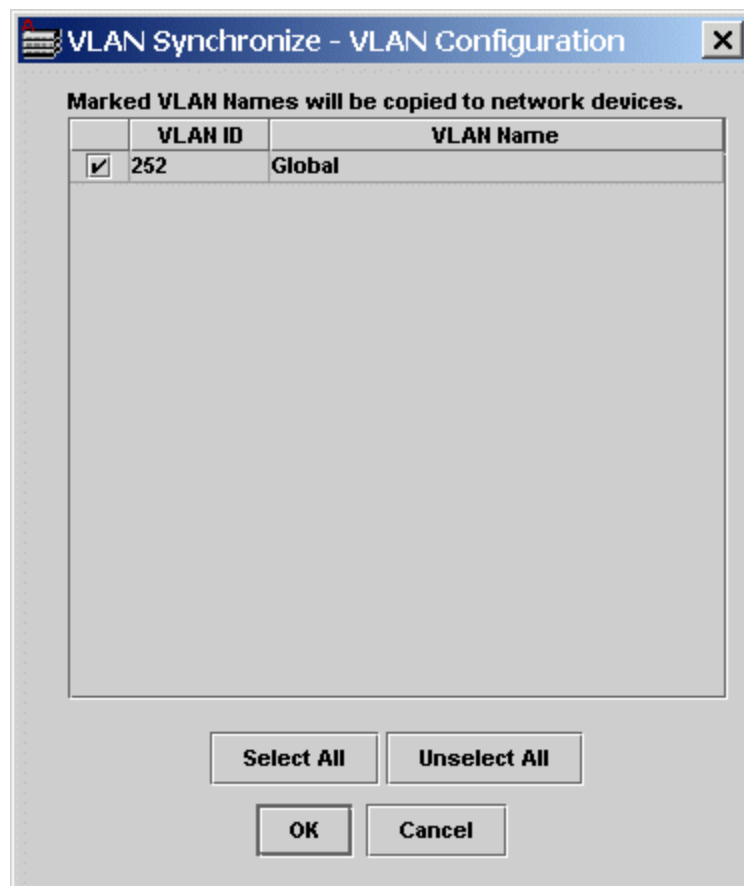 VLAN Synchronize - VLAN Configuration
Marked VLAN Names will be copied to network devices.
VLAN ID VLAN Name
252 Global
Select All Unselect All
OK Cancel